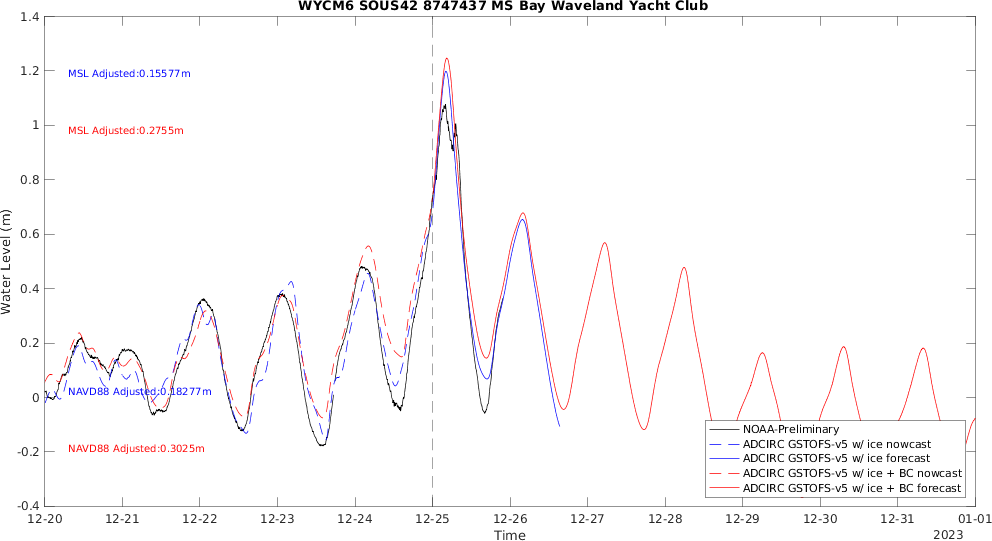 WYCM6 SOUS42 8747437 MS Bay Waveland Yacht Club
Water Level (m)
1.4
1.2
1
0.8
0.6
0.4
0.2
0
-0.2
-0.4
MSL Adjusted:0.15577m
MSL Adjusted:0.2755m
NAVD88 Adjusted:0.18277m
NAVD88 Adjusted:0.3025m
NOAA-Preliminary
ADCIRC GSTOFS-v5 w/ ice nowcast
ADCIRC GSTOFS-v5 w/ ice forecast
ADCIRC GSTOFS-v5 w/ ice + BC nowcast
ADCIRC GSTOFS-v5 w/ ice + BC forecast
12-20 12-21 12-22 12-23 12-24 12-25 12-26 12-27 12-28 12-29 12-30 12-31 01-01
Time
2023